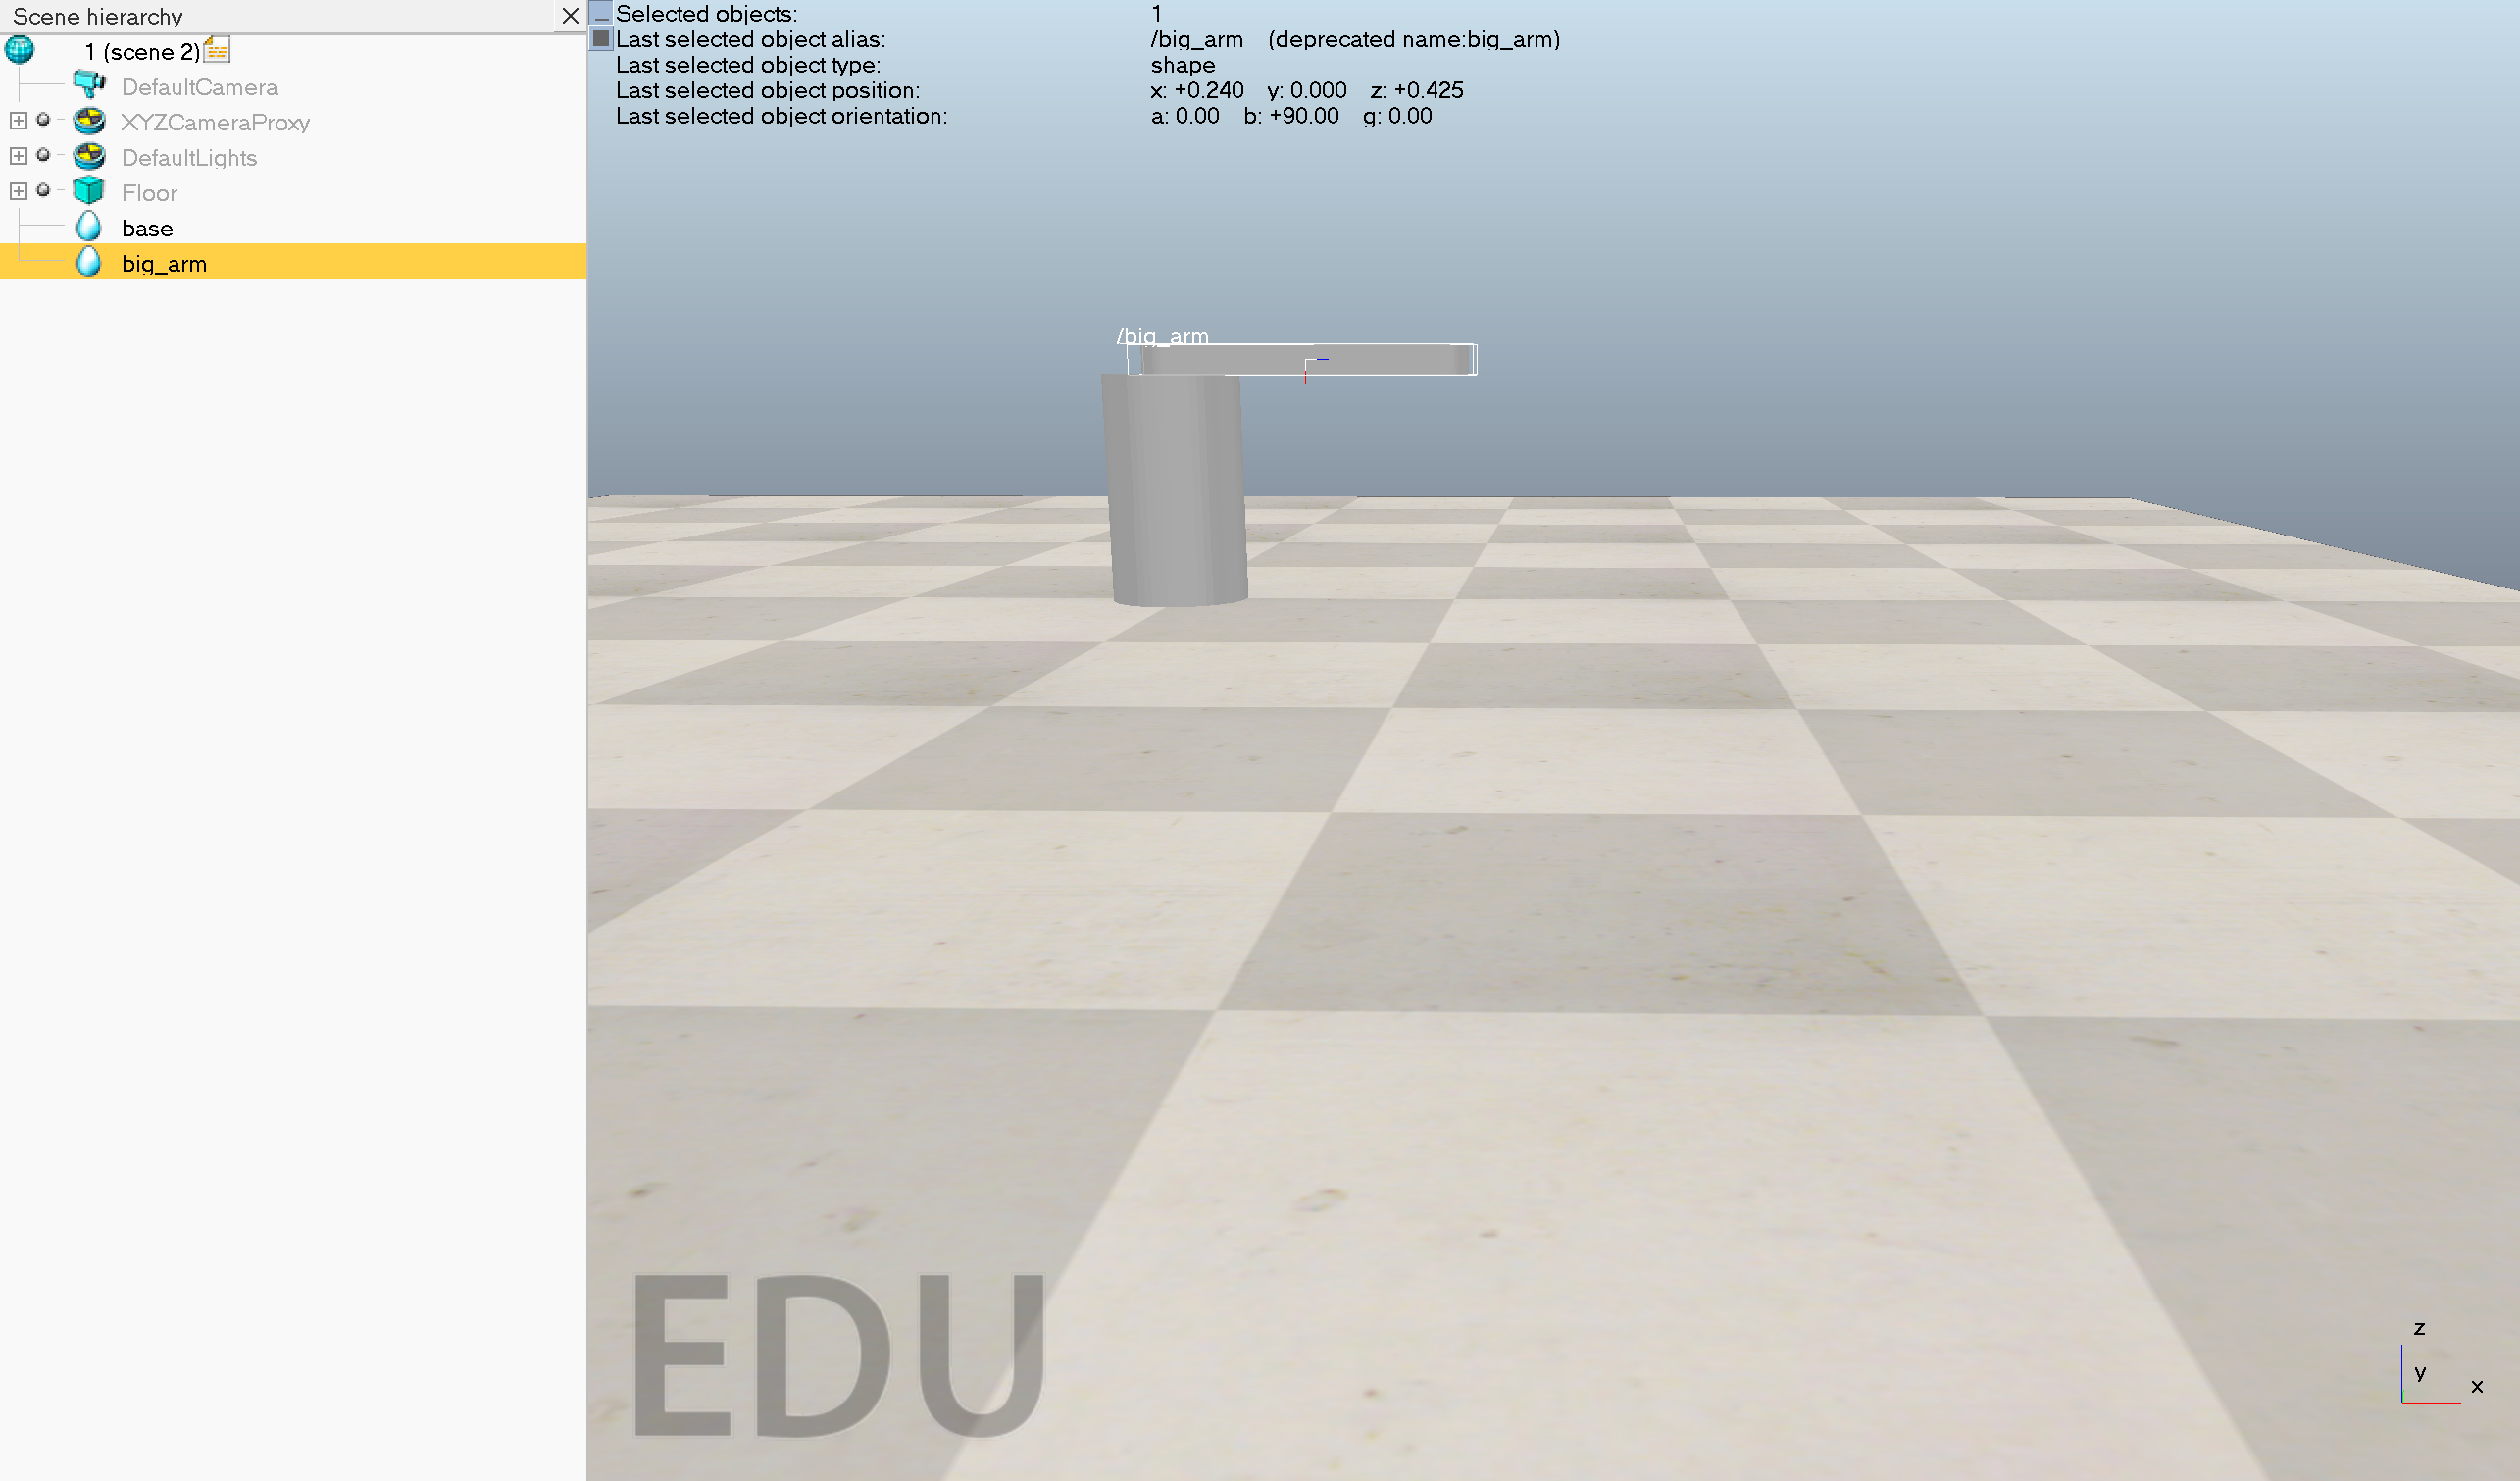 Scene hierarchy
1 (scene 2)
DefaultCamera
XYZCameraProxy
DefaultLights
Floor
base
big_arm
Selected objects: 1
Last selected object alias: /big_arm (deprecated name:big_arm)
Last selected object type: shape
Last selected object position: x: +0.240 y: 0.000 z: +0.425
Last selected object orientation: a: 0.00 b: +90.00 g: 0.00
/big_arm
EDU
z
y
x